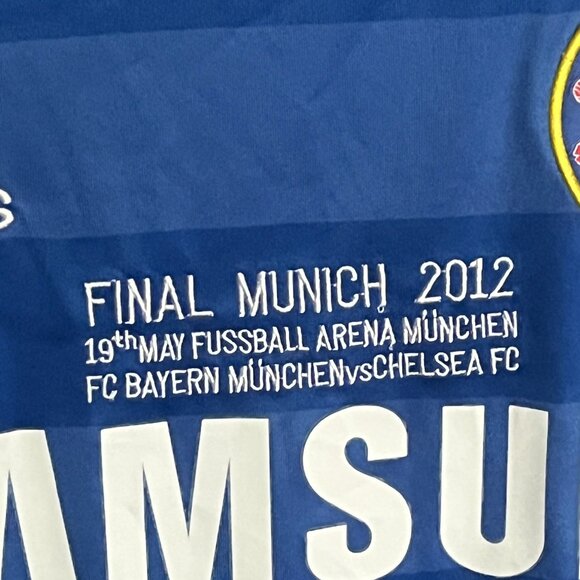 FINAL MUNICH 2012
19th MAY FUSSBALL ARENA MÜNCHEN
FC BAYERN MÜNCHENvsCHELSEA FC
AMSU